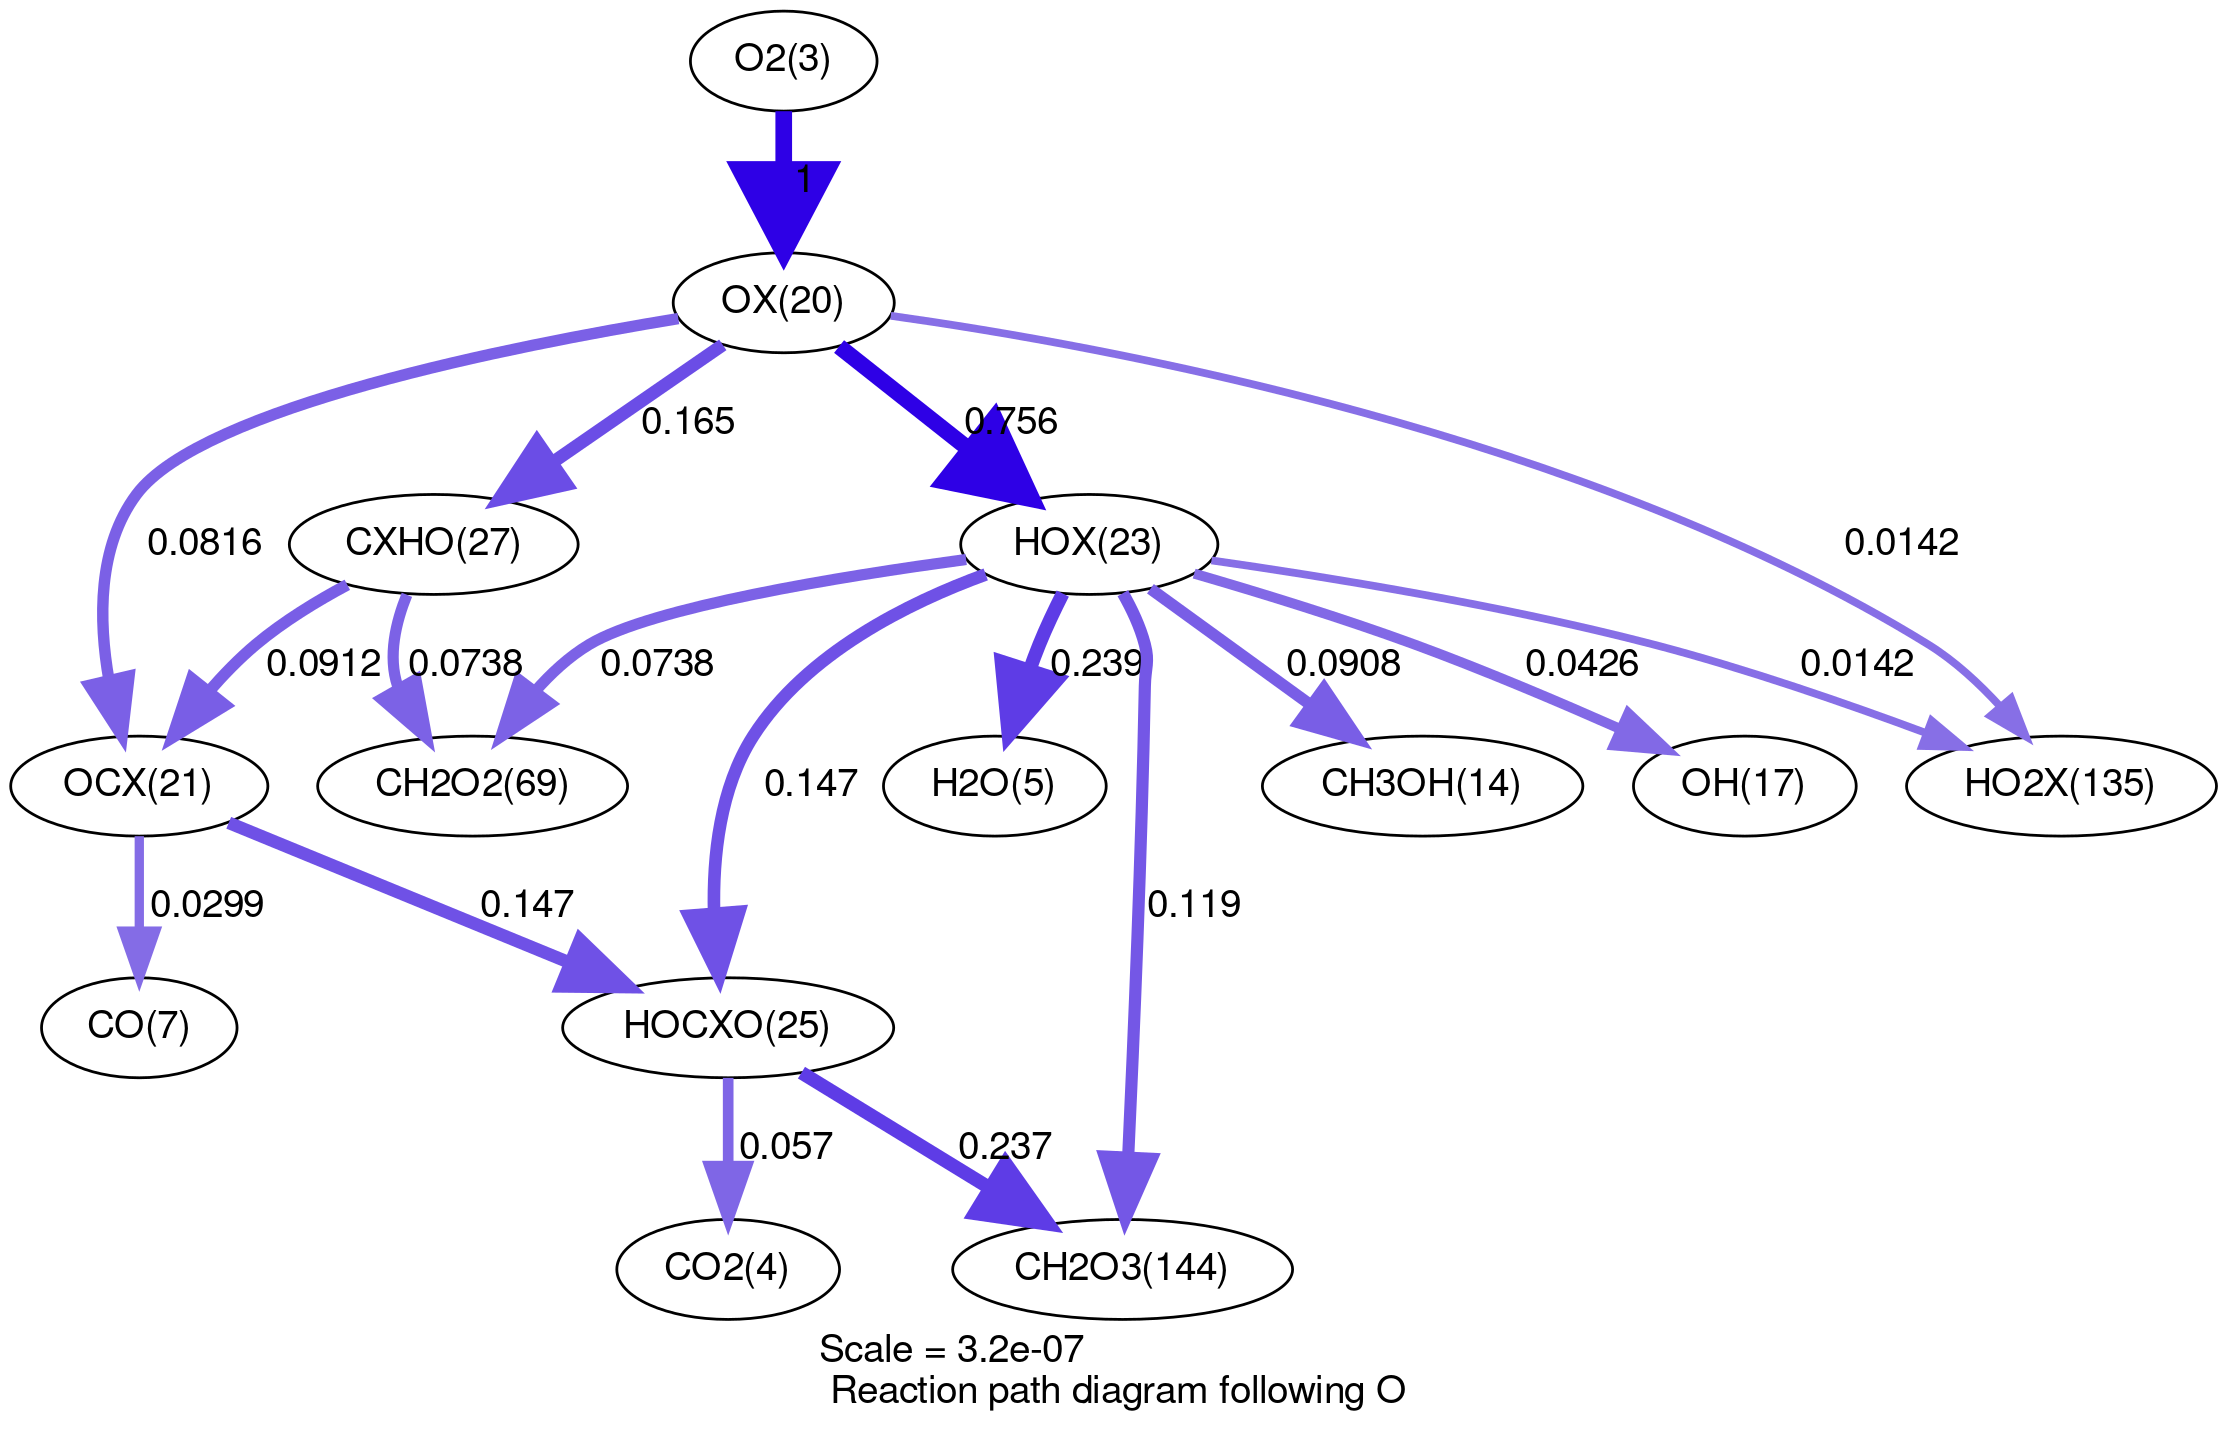 O2(3)
1
OX(20)
0.165
0.756
0.0816
0.0142
CXHO(27)
HOX(23)
0.0912
0.0738
0.0738
0.239
0.0908
0.0426
0.0142
OCX(21)
CH2O2(69)
0.147
H2O(5)
CH3OH(14)
OH(17)
HO2X(135)
0.0299
0.147
0.119
CO(7)
HOCXO(25)
0.057
0.237
CO2(4)
CH2O3(144)
Scale = 3.2e-07
Reaction path diagram following O